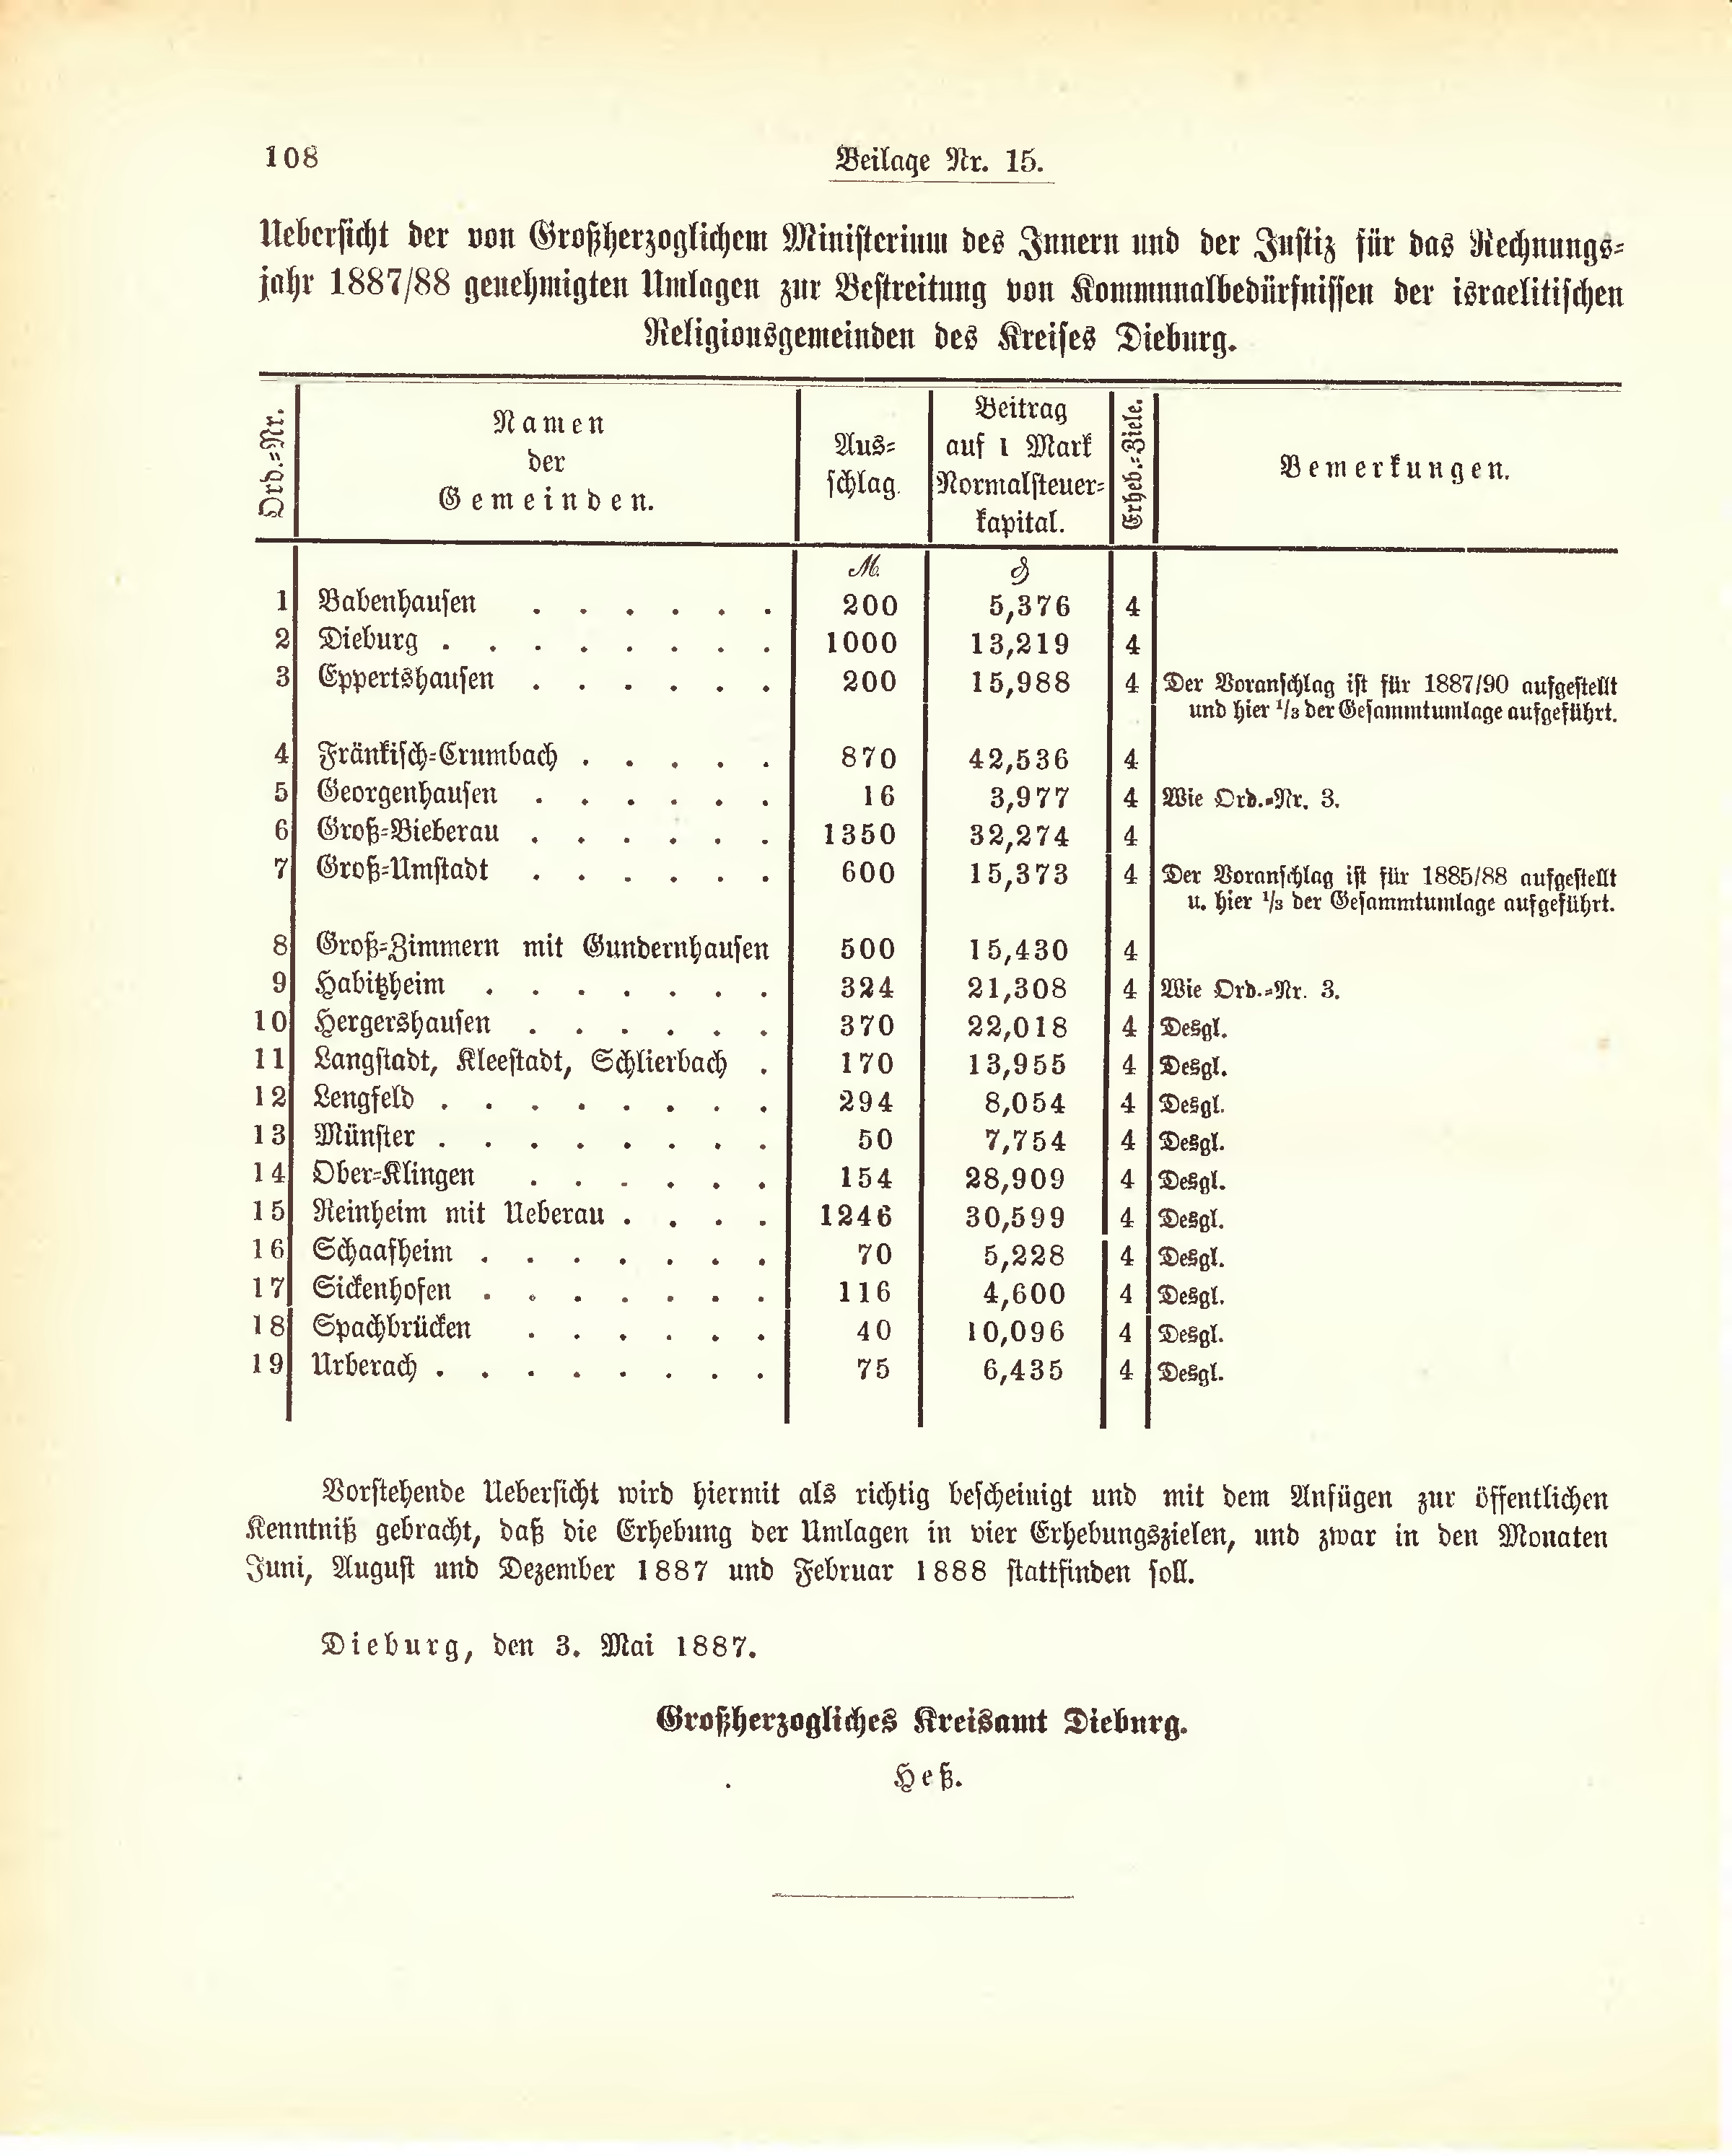 108
Beilage Nr. 15.
Uebersicht der von Großherzoglichem Ministerium des Innern und der Justiz für das Rechnungs-
jahr 1887/88 genehmigten Umlagen zur Bestreitung von Kommunalbedürfnissen der israelitischen
Religionsgemeinden des Kreises Dieburg.
Ord.-Nr. | Namen der Gemeinden. | Aus-schlag. | Beitrag auf 1 Mark Normalsteuer-kapital. | Erheb.-Ziele. | Bemerkungen.
M. ₰
1 Babenhausen . . . . . . 200 5,376 4
2 Dieburg . . . . . . . . 1000 13,219 4
3 Eppertshausen . . . . . . 200 15,988 4 Der Voranschlag ist für 1887/90 aufgestellt
und hier 1/3 der Gesammtumlage aufgeführt.
4 Fränkisch-Crumbach . . . . . 870 42,536 4
5 Georgenhausen . . . . . . 16 3,977 4 Wie Ord.-Nr. 3.
6 Groß-Bieberau . . . . . . 1350 32,274 4
7 Groß-Umstadt . . . . . . 600 15,373 4 Der Voranschlag ist für 1885/88 aufgestellt
u. hier 1/3 der Gesammtumlage aufgeführt.
8 Groß-Zimmern mit Gundernhausen 500 15,430 4
9 Habitzheim . . . . . . . 324 21,308 4 Wie Ord.-Nr. 3.
10 Hergershausen . . . . . . 370 22,018 4 Desgl.
11 Langstadt, Kleestadt, Schlierbach . 170 13,955 4 Desgl.
12 Lengfeld . . . . . . . . 294 8,054 4 Desgl.
13 Münster . . . . . . . . 50 7,754 4 Desgl.
14 Ober-Klingen . . . . . . 154 28,909 4 Desgl.
15 Reinheim mit Ueberau . . . . 1246 30,599 4 Desgl.
16 Schaafheim . . . . . . . 70 5,228 4 Desgl.
17 Sickenhofen . . . . . . . 116 4,600 4 Desgl.
18 Spachbrücken . . . . . . 40 10,096 4 Desgl.
19 Urberach . . . . . . . . 75 6,435 4 Desgl.
Vorstehende Uebersicht wird hiermit als richtig bescheinigt und mit dem Anfügen zur öffentlichen
Kenntniß gebracht, daß die Erhebung der Umlagen in vier Erhebungszielen, und zwar in den Monaten
Juni, August und Dezember 1887 und Februar 1888 stattfinden soll.
Dieburg, den 3. Mai 1887.
Großherzogliches Kreisamt Dieburg.
Heß.